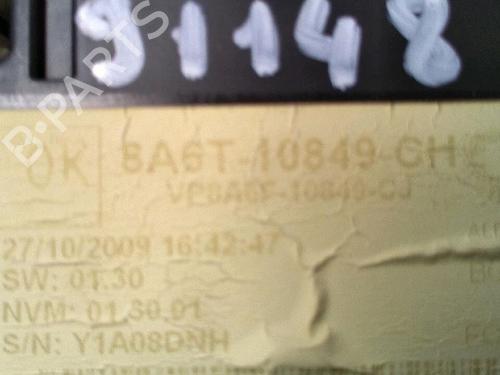 31148
B-PARTS
OK
8A6T-10849-CH
VP8A6F-10849-CJ
27/10/2009 16:42:47
SW: 01.30
NVM: 01.30.01
S/N: Y1A08DNH